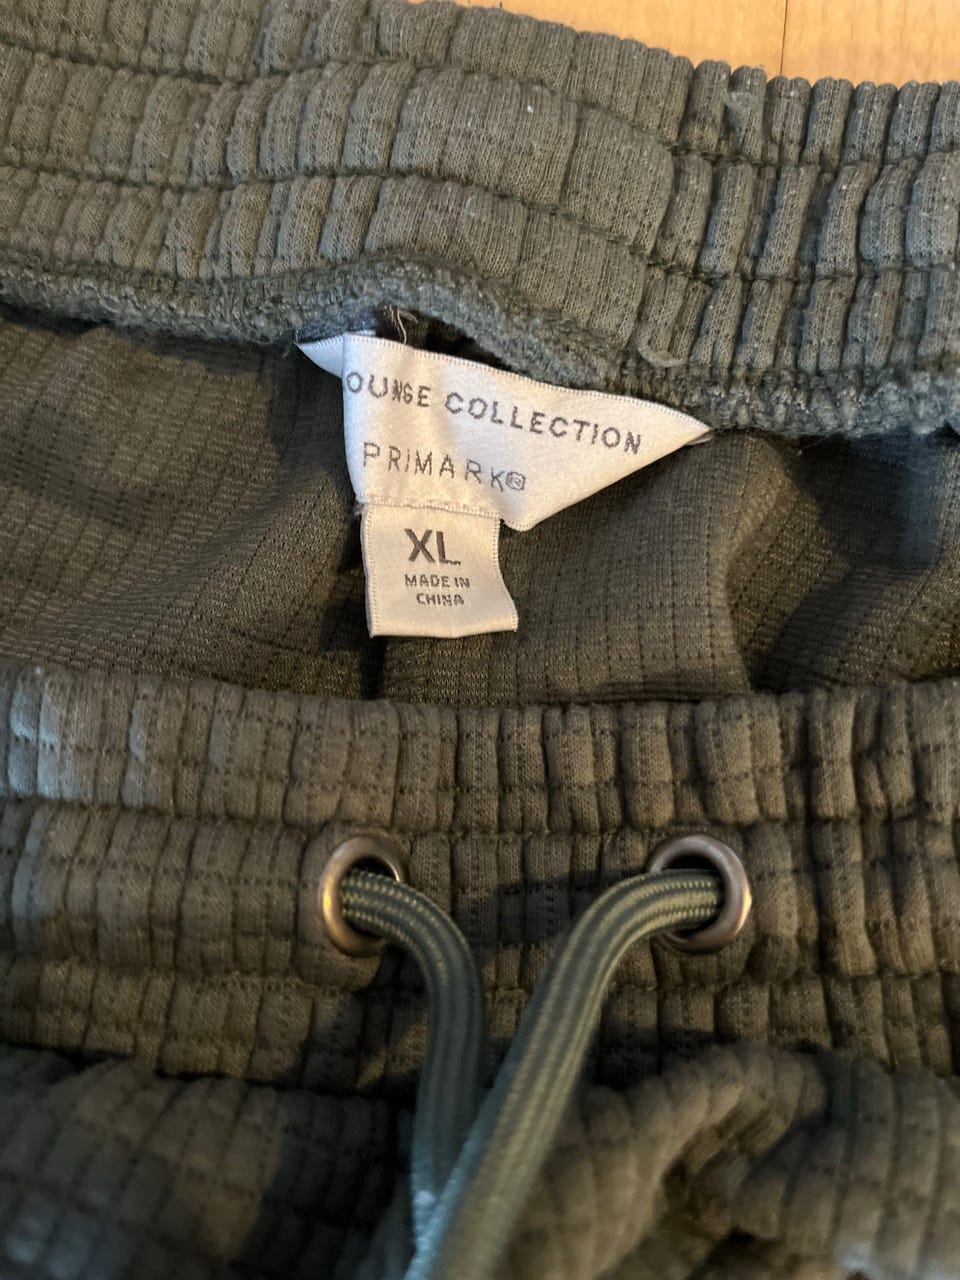 OUNGE COLLECTION
PRIMARK®
XL
MADE IN
CHINA